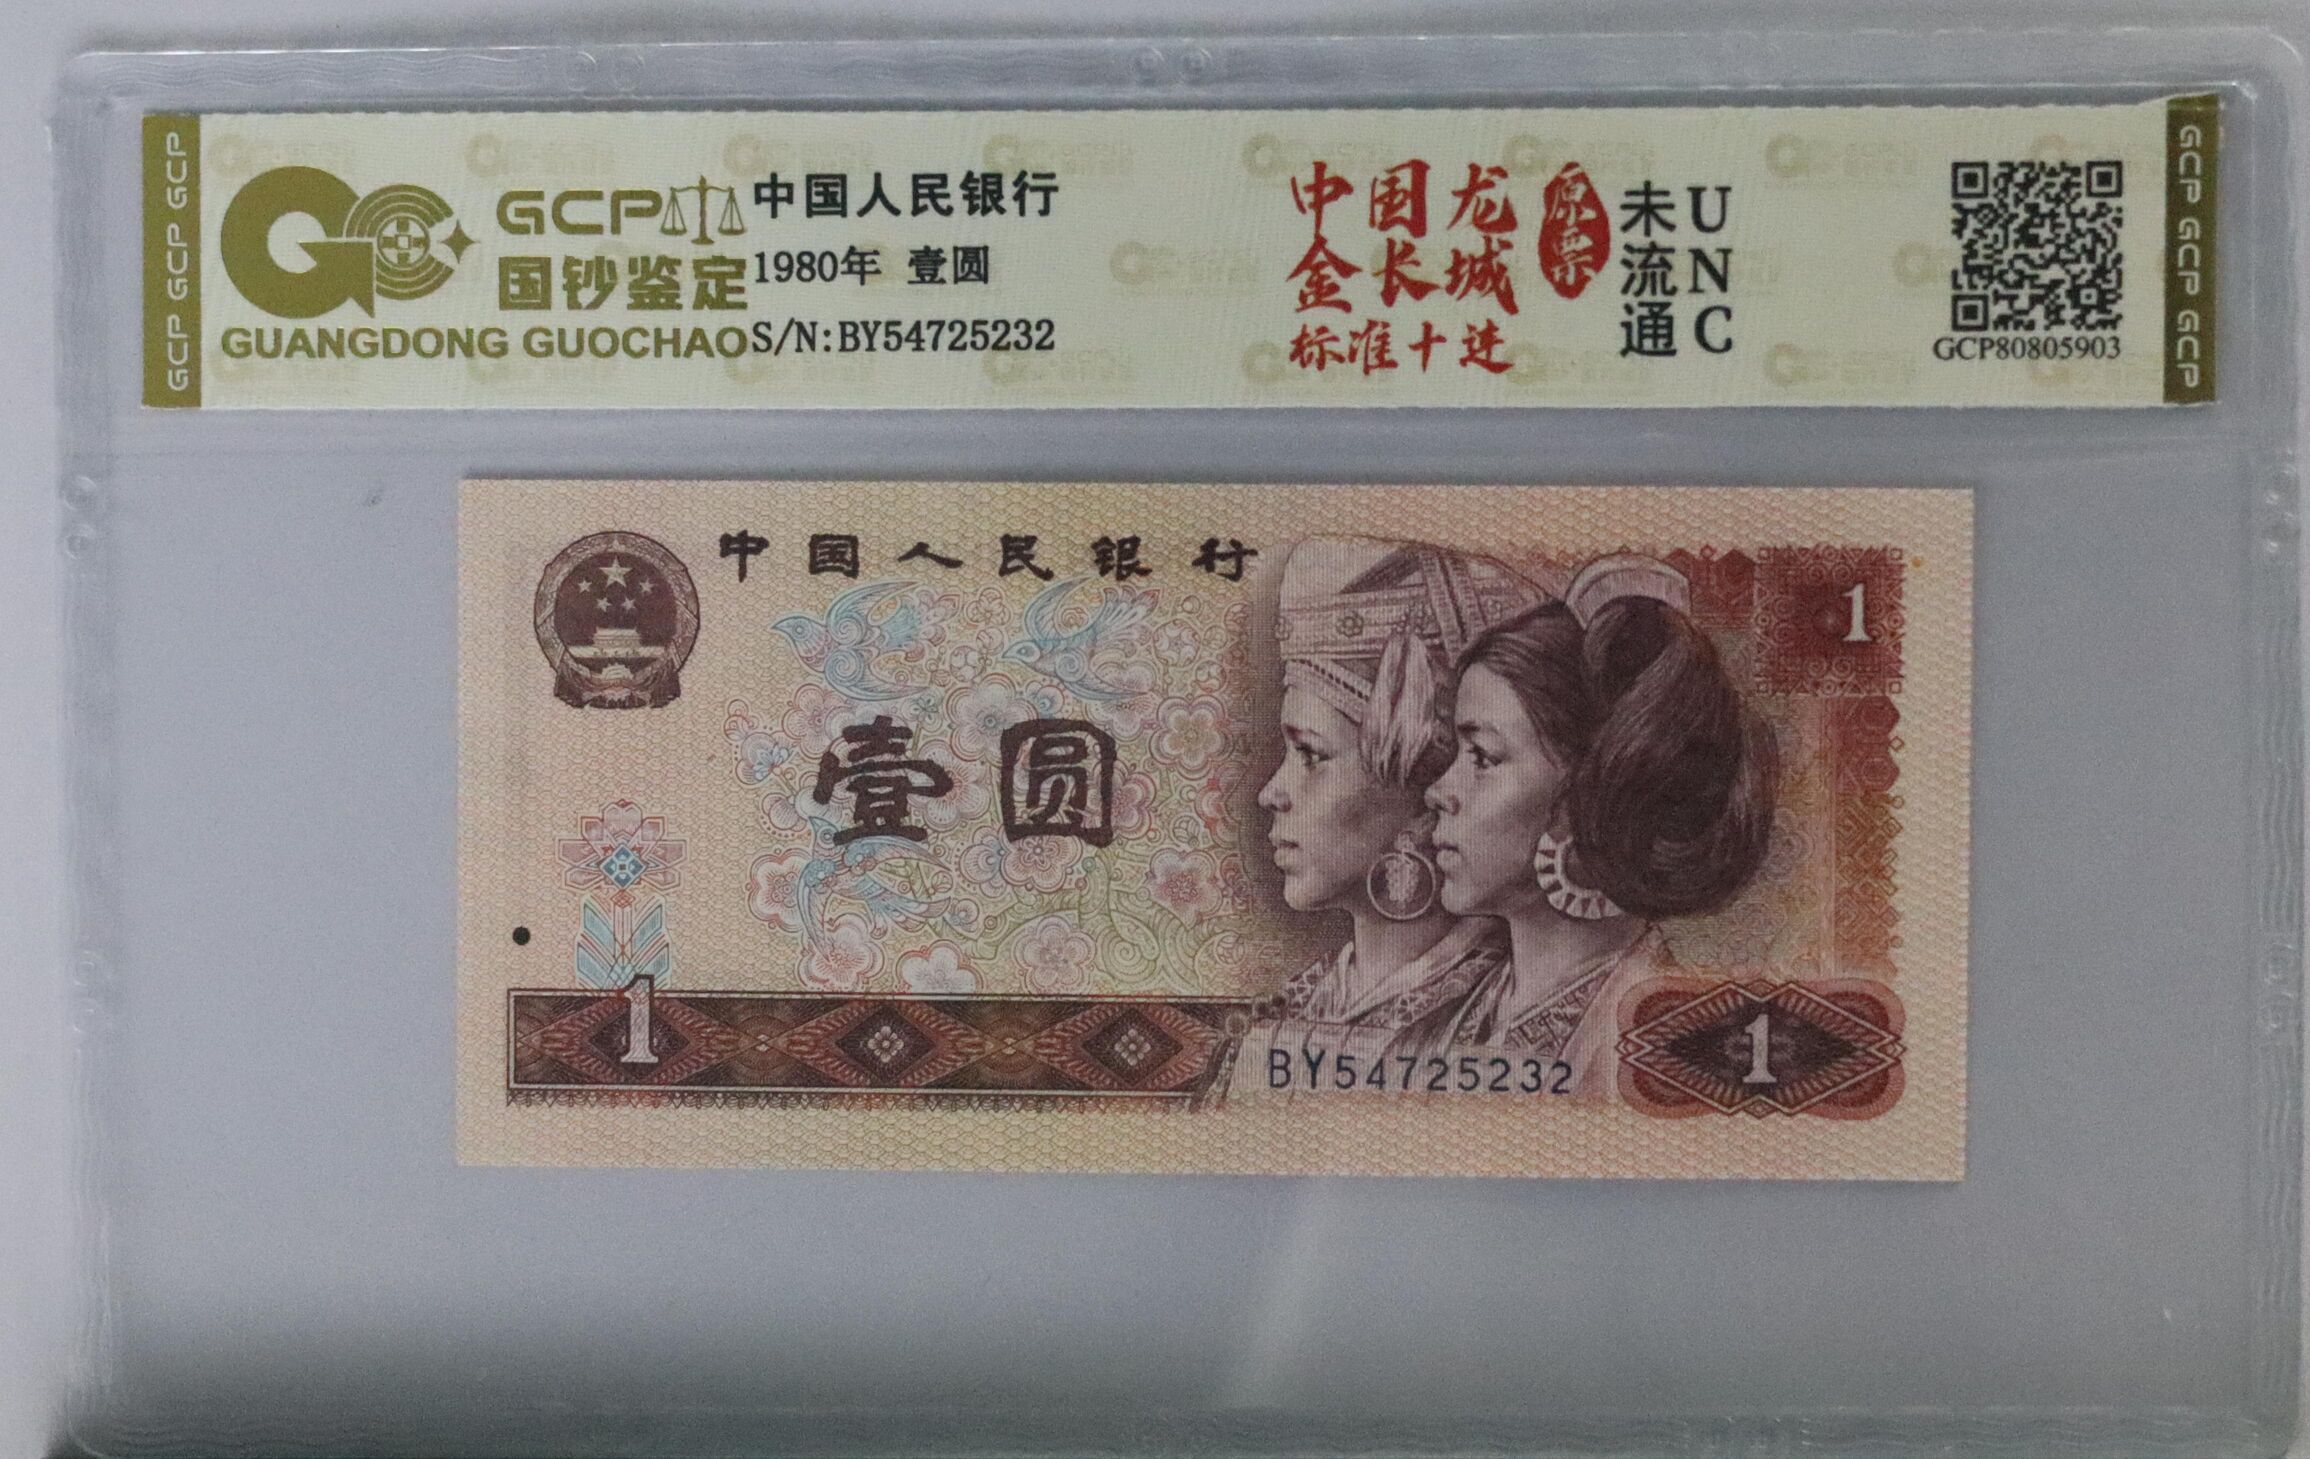 GCP GCP GCP
GCP
国钞鉴定
GUANGDONG GUOCHAO
中国人民银行
1980年 壹圆
S/N:BY54725232
中国龙
金长城
标准十连
原票
未流通
UNC
GCP80805903
GCP GCP GCP
中国人民银行
1
壹圆
1
BY54725232
1